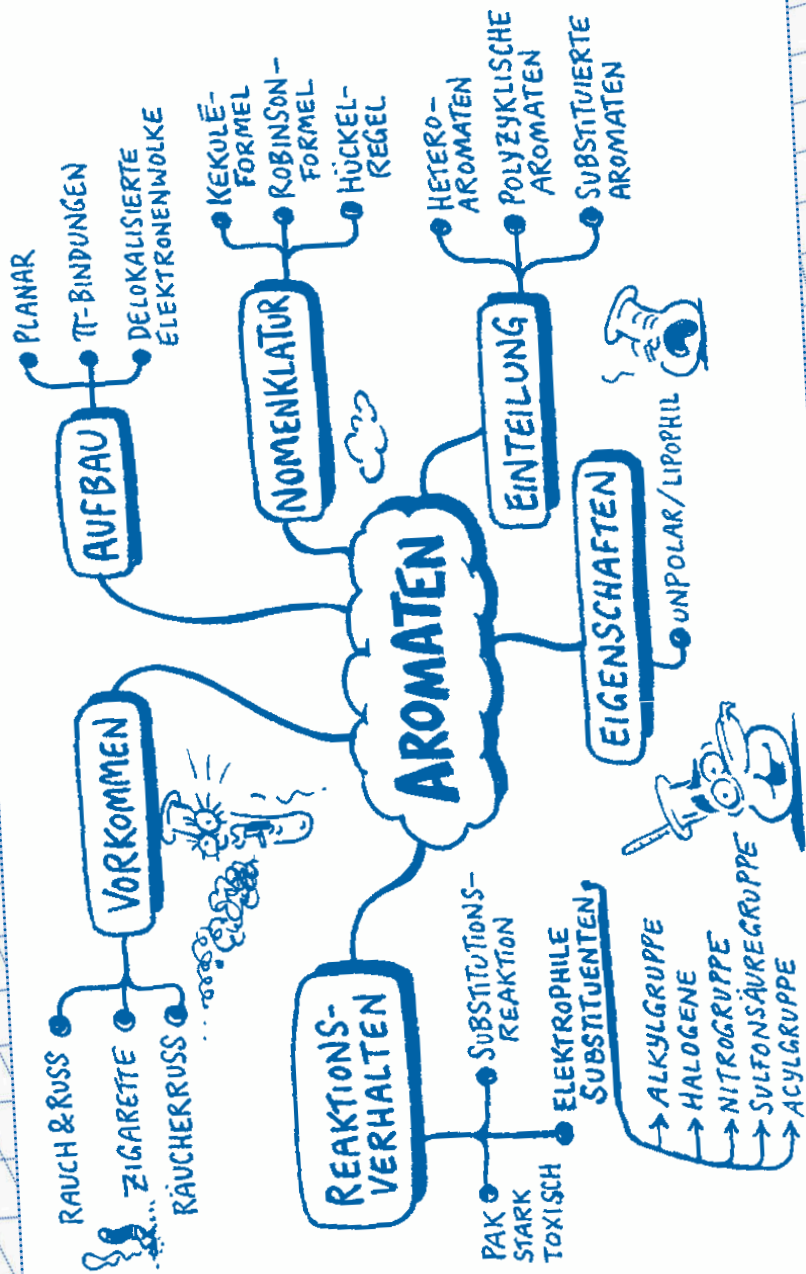 AROMATEN
VORKOMMEN
RAUCH & RUSS
ZIGARETTE
RÄUCHERRUSS
AUFBAU
PLANAR
π-BINDUNGEN
DELOKALISIERTE
ELEKTRONENWOLKE
NOMENKLATUR
KEKULÉ-
FORMEL
ROBINSON-
FORMEL
HÜCKEL-
REGEL
EINTEILUNG
HETERO-
AROMATEN
POLYZYKLISCHE
AROMATEN
SUBSTITUIERTE
AROMATEN
EIGENSCHAFTEN
UNPOLAR/LIPOPHIL
REAKTIONS-
VERHALTEN
PAK
STARK
TOXISCH
SUBSTITUTIONS-
REAKTION
ELEKTROPHILE
SUBSTITUENTEN
ALKYLGRUPPE
HALOGENE
NITROGRUPPE
SULFONSÄUREGRUPPE
ACYLGRUPPE